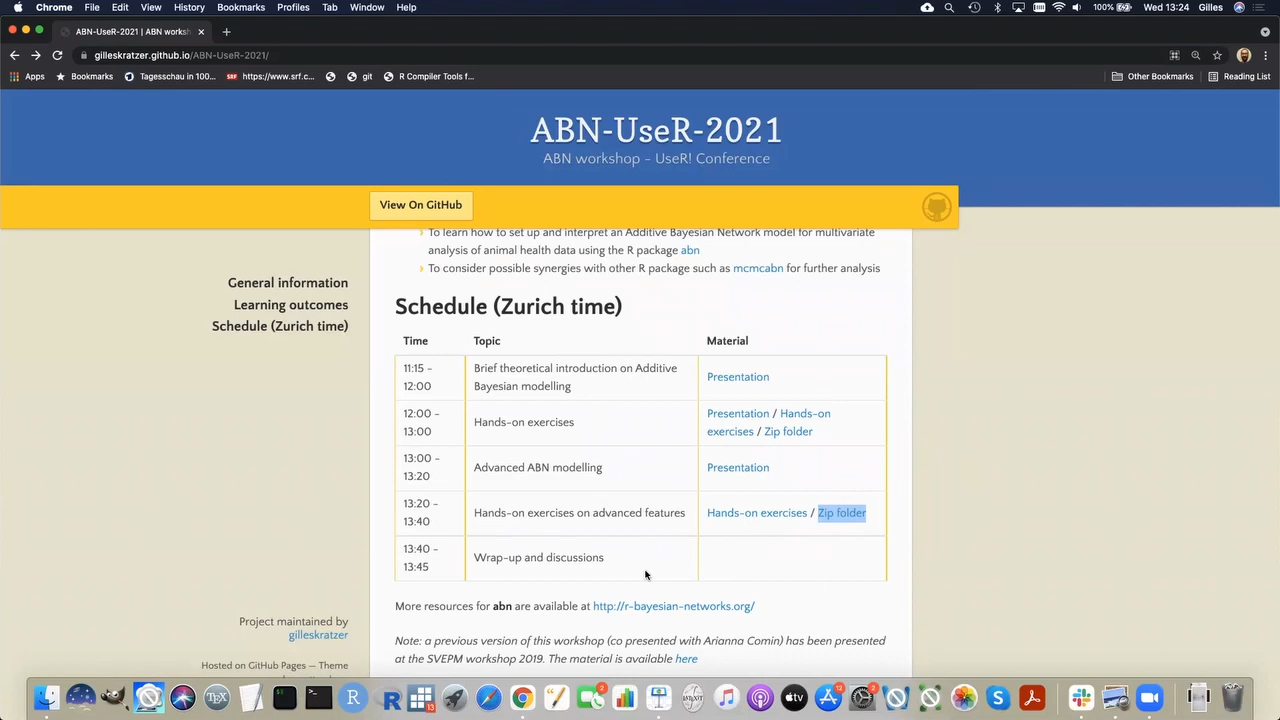 Chrome File Edit View History Bookmarks Profiles Tab Window Help 100% Wed 13:24 Gilles
ABN-UseR-2021 | ABN worksh
gilleskratzer.github.io/ABN-UseR-2021/
Apps Bookmarks Tagesschau in 100... SRF https://www.srf.c... git R Compiler Tools f... Other Bookmarks Reading List
ABN-UseR-2021
ABN workshop - UseR! Conference
View On GitHub
To learn how to set up and interpret an Additive Bayesian Network model for multivariate
analysis of animal health data using the R package abn
To consider possible synergies with other R package such as mcmcabn for further analysis
General information
Learning outcomes
Schedule (Zurich time)
Schedule (Zurich time)
Time Topic Material
11:15 -
12:00
Brief theoretical introduction on Additive
Bayesian modelling
Presentation
12:00 -
13:00
Hands-on exercises
Presentation / Hands-on
exercises / Zip folder
13:00 -
13:20
Advanced ABN modelling
Presentation
13:20 -
13:40
Hands-on exercises on advanced features
Hands-on exercises / Zip folder
13:40 -
13:45
Wrap-up and discussions
More resources for abn are available at http://r-bayesian-networks.org/
Note: a previous version of this workshop (co presented with Arianna Comin) has been presented
at the SVEPM workshop 2019. The material is available here
Project maintained by
gilleskratzer
Hosted on GitHub Pages — Theme